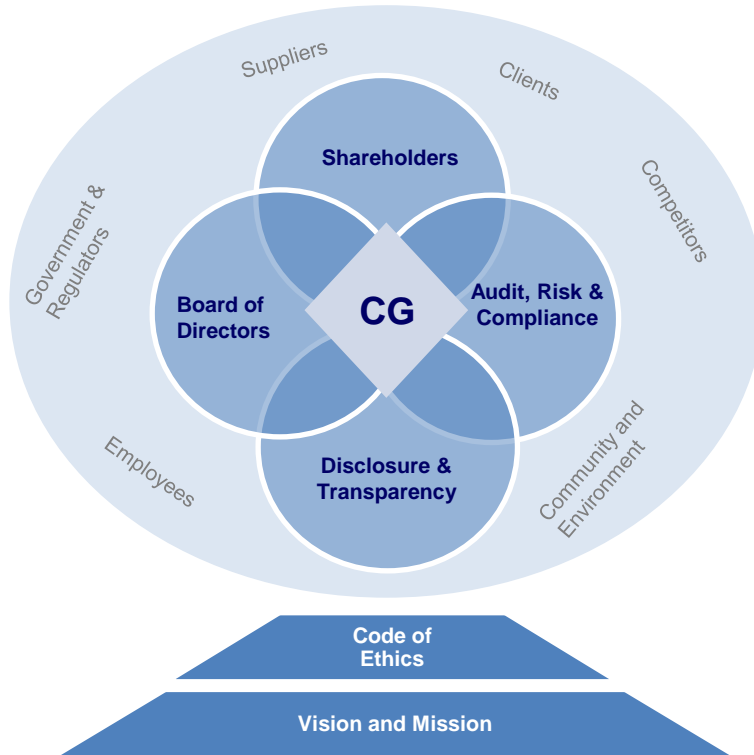 Suppliers
Clients
Government &
Regulators
Competitors
Shareholders
Board of
Directors
CG
Audit, Risk &
Compliance
Employees
Disclosure &
Transparency
Community and
Environment
Code of
Ethics
Vision and Mission